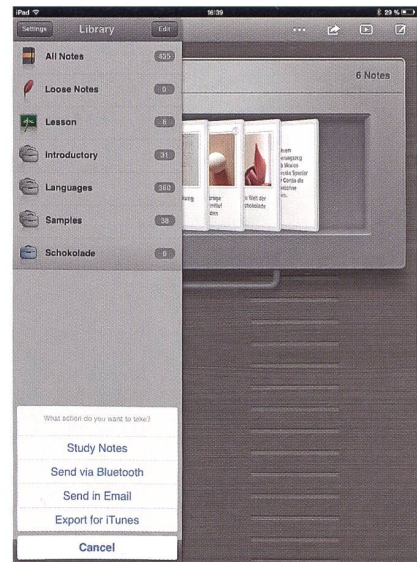 iPad
16:39
29 %
Settings
Library
Edit
All Notes 435
Loose Notes 0
Lesson 6
Introductory 31
Languages 360
Samples 38
Schokolade 0
6 Notes
What action do you want to take?
Study Notes
Send via Bluetooth
Send in Email
Export for iTunes
Cancel